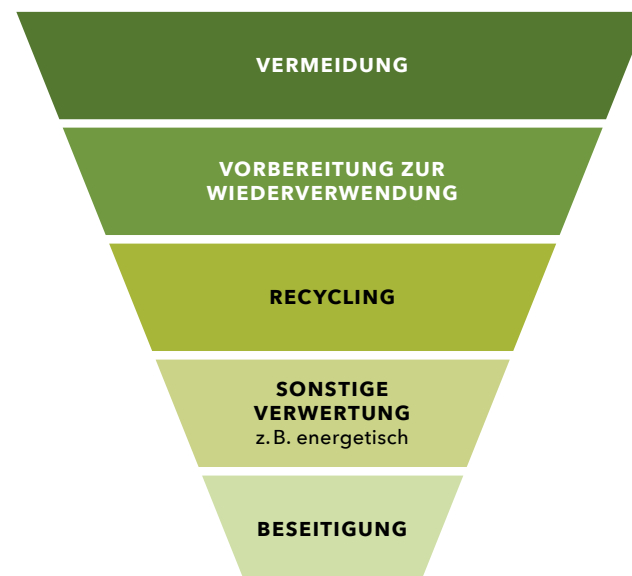 VERMEIDUNG
VORBEREITUNG ZUR
WIEDERVERWENDUNG
RECYCLING
SONSTIGE
VERWERTUNG
z. B. energetisch
BESEITIGUNG